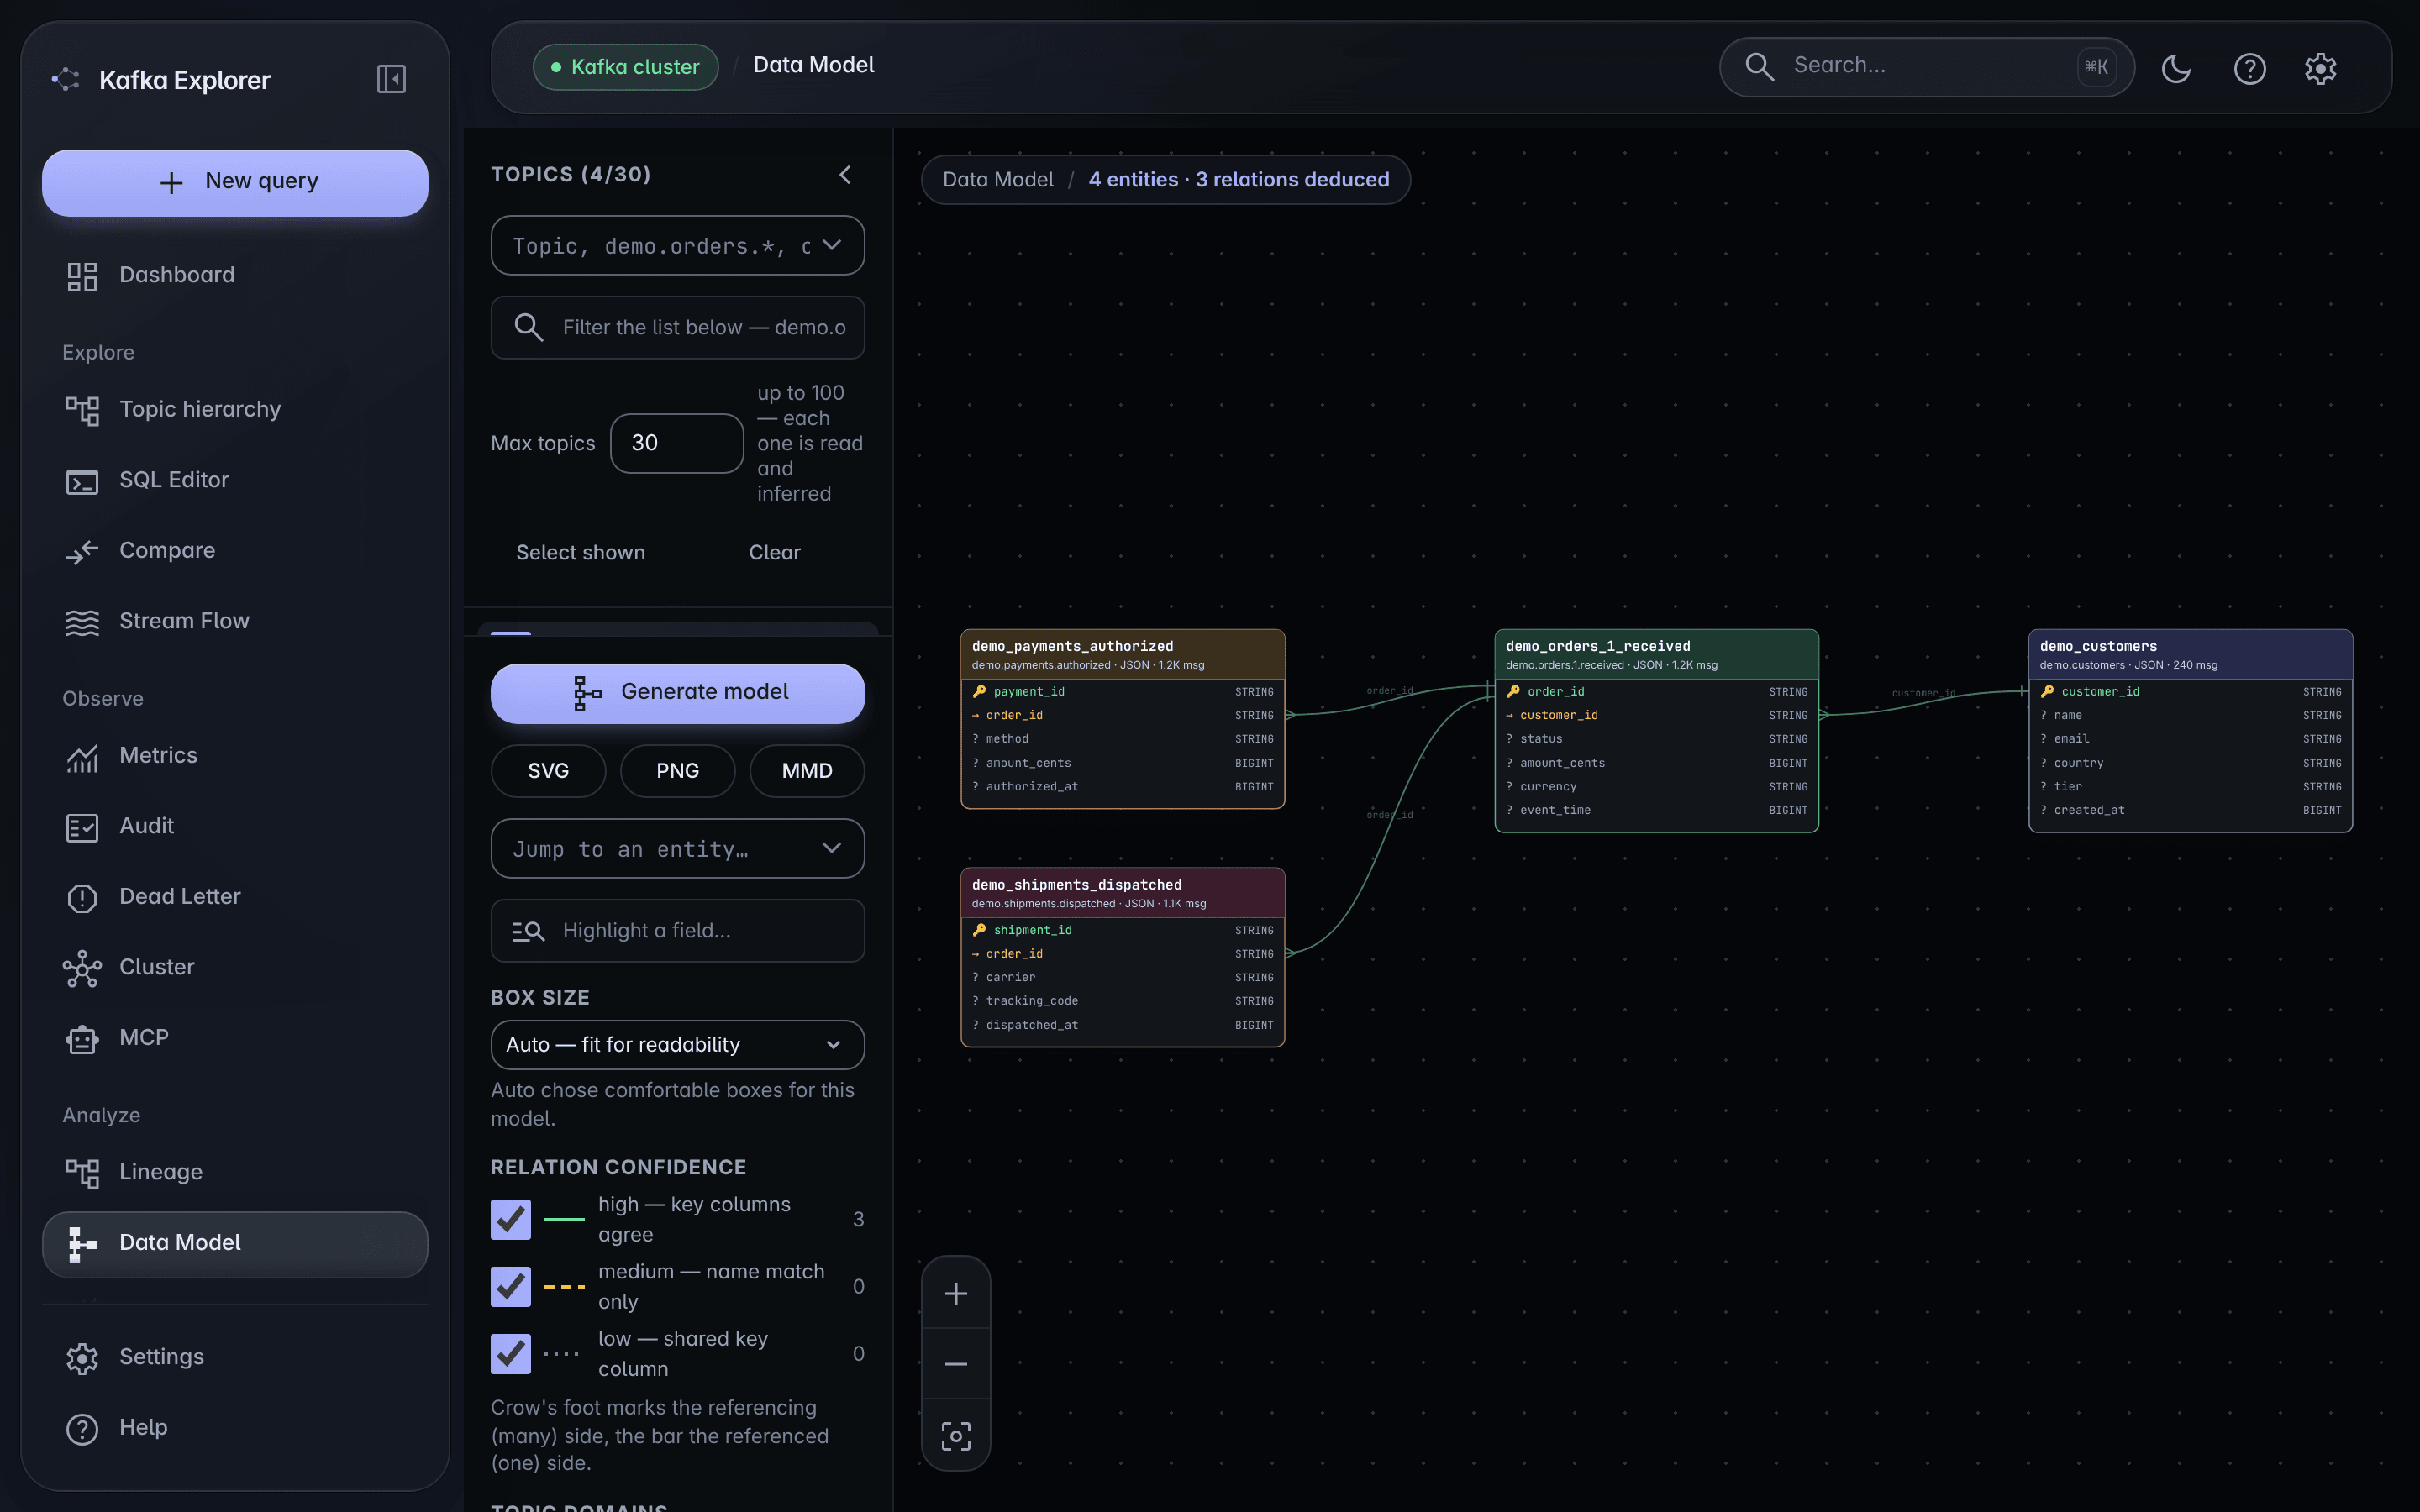 Kafka Explorer
New query
Dashboard
Explore
Topic hierarchy
SQL Editor
Compare
Stream Flow
Observe
Metrics
Audit
Dead Letter
Cluster
MCP
Analyze
Lineage
Data Model
Settings
Help
Kafka cluster / Data Model
Search...
⌘K
TOPICS (4/30)
Topic, demo.orders.*,
Filter the list below — demo.o
Max topics
30
up to 100
— each
one is read
and
inferred
Select shown
Clear
Generate model
SVG
PNG
MMD
Jump to an entity…
Highlight a field...
BOX SIZE
Auto — fit for readability
Auto chose comfortable boxes for this
model.
RELATION CONFIDENCE
high — key columns
agree
3
medium — name match
only
0
low — shared key
column
0
Crow's foot marks the referencing
(many) side, the bar the referenced
(one) side.
TOPIC DOMAINS
Data Model / 4 entities · 3 relations deduced
demo_payments_authorized
demo.payments.authorized · JSON · 1.2K msg
payment_id STRING
→ order_id STRING
? method STRING
? amount_cents BIGINT
? authorized_at BIGINT
order_id
demo_shipments_dispatched
demo.shipments.dispatched · JSON · 1.1K msg
shipment_id STRING
→ order_id STRING
? carrier STRING
? tracking_code STRING
? dispatched_at BIGINT
order_id
demo_orders_1_received
demo.orders.1.received · JSON · 1.2K msg
order_id STRING
→ customer_id STRING
? status STRING
? amount_cents BIGINT
? currency STRING
? event_time BIGINT
customer_id
demo_customers
demo.customers · JSON · 240 msg
customer_id STRING
? name STRING
? email STRING
? country STRING
? tier STRING
? created_at BIGINT